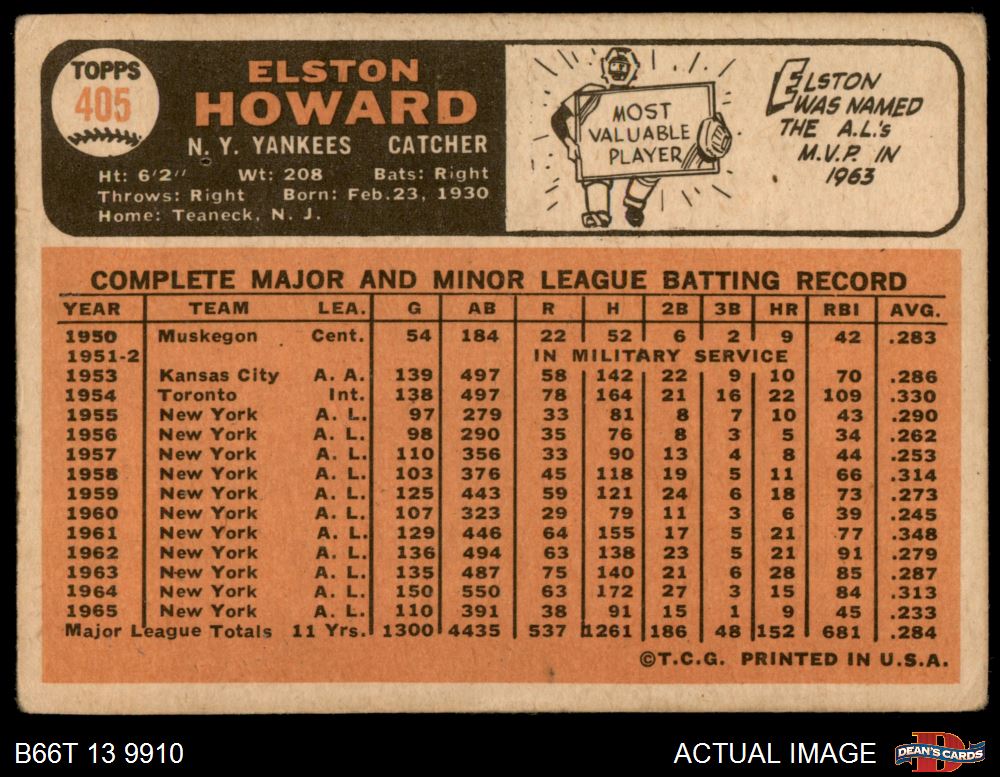 TOPPS
405
ELSTON
HOWARD
N. Y. YANKEES CATCHER
Ht: 6'2" Wt: 208 Bats: Right
Throws: Right Born: Feb. 23, 1930
Home: Teaneck, N. J.
MOST
VALUABLE
PLAYER
ELSTON
WAS NAMED
THE A.L.'s
M.V.P. IN
1963
COMPLETE MAJOR AND MINOR LEAGUE BATTING RECORD
YEAR TEAM LEA. G AB R H 2B 3B HR RBI AVG.
1950 Muskegon Cent. 54 184 22 52 6 2 9 42 .283
1951-2 IN MILITARY SERVICE
1953 Kansas City A. A. 139 497 58 142 22 9 10 70 .286
1954 Toronto Int. 138 497 78 164 21 16 22 109 .330
1955 New York A. L. 97 279 33 81 8 7 10 43 .290
1956 New York A. L. 98 290 35 76 8 3 5 34 .262
1957 New York A. L. 110 356 33 90 13 4 8 44 .253
1958 New York A. L. 103 376 45 118 19 5 11 66 .314
1959 New York A. L. 125 443 59 121 24 6 18 73 .273
1960 New York A. L. 107 323 29 79 11 3 6 39 .245
1961 New York A. L. 129 446 64 155 17 5 21 77 .348
1962 New York A. L. 136 494 63 138 23 5 21 91 .279
1963 New York A. L. 135 487 75 140 21 6 28 85 .287
1964 New York A. L. 150 550 63 172 27 3 15 84 .313
1965 New York A. L. 110 391 38 91 15 1 9 45 .233
Major League Totals 11 Yrs. 1300 4435 537 1261 186 48 152 681 .284
©T.C.G. PRINTED IN U.S.A.
B66T 13 9910 ACTUAL IMAGE DEAN'S CARDS